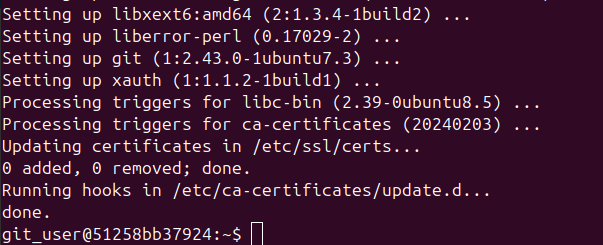 Setting up libxext6:amd64 (2:1.3.4-1build2) ...
Setting up liberror-perl (0.17029-2) ...
Setting up git (1:2.43.0-1ubuntu7.3) ...
Setting up xauth (1:1.1.2-1build1) ...
Processing triggers for libc-bin (2.39-0ubuntu8.5) ...
Processing triggers for ca-certificates (20240203) ...
Updating certificates in /etc/ssl/certs...
0 added, 0 removed; done.
Running hooks in /etc/ca-certificates/update.d...
done.
git_user@51258bb37924:~$